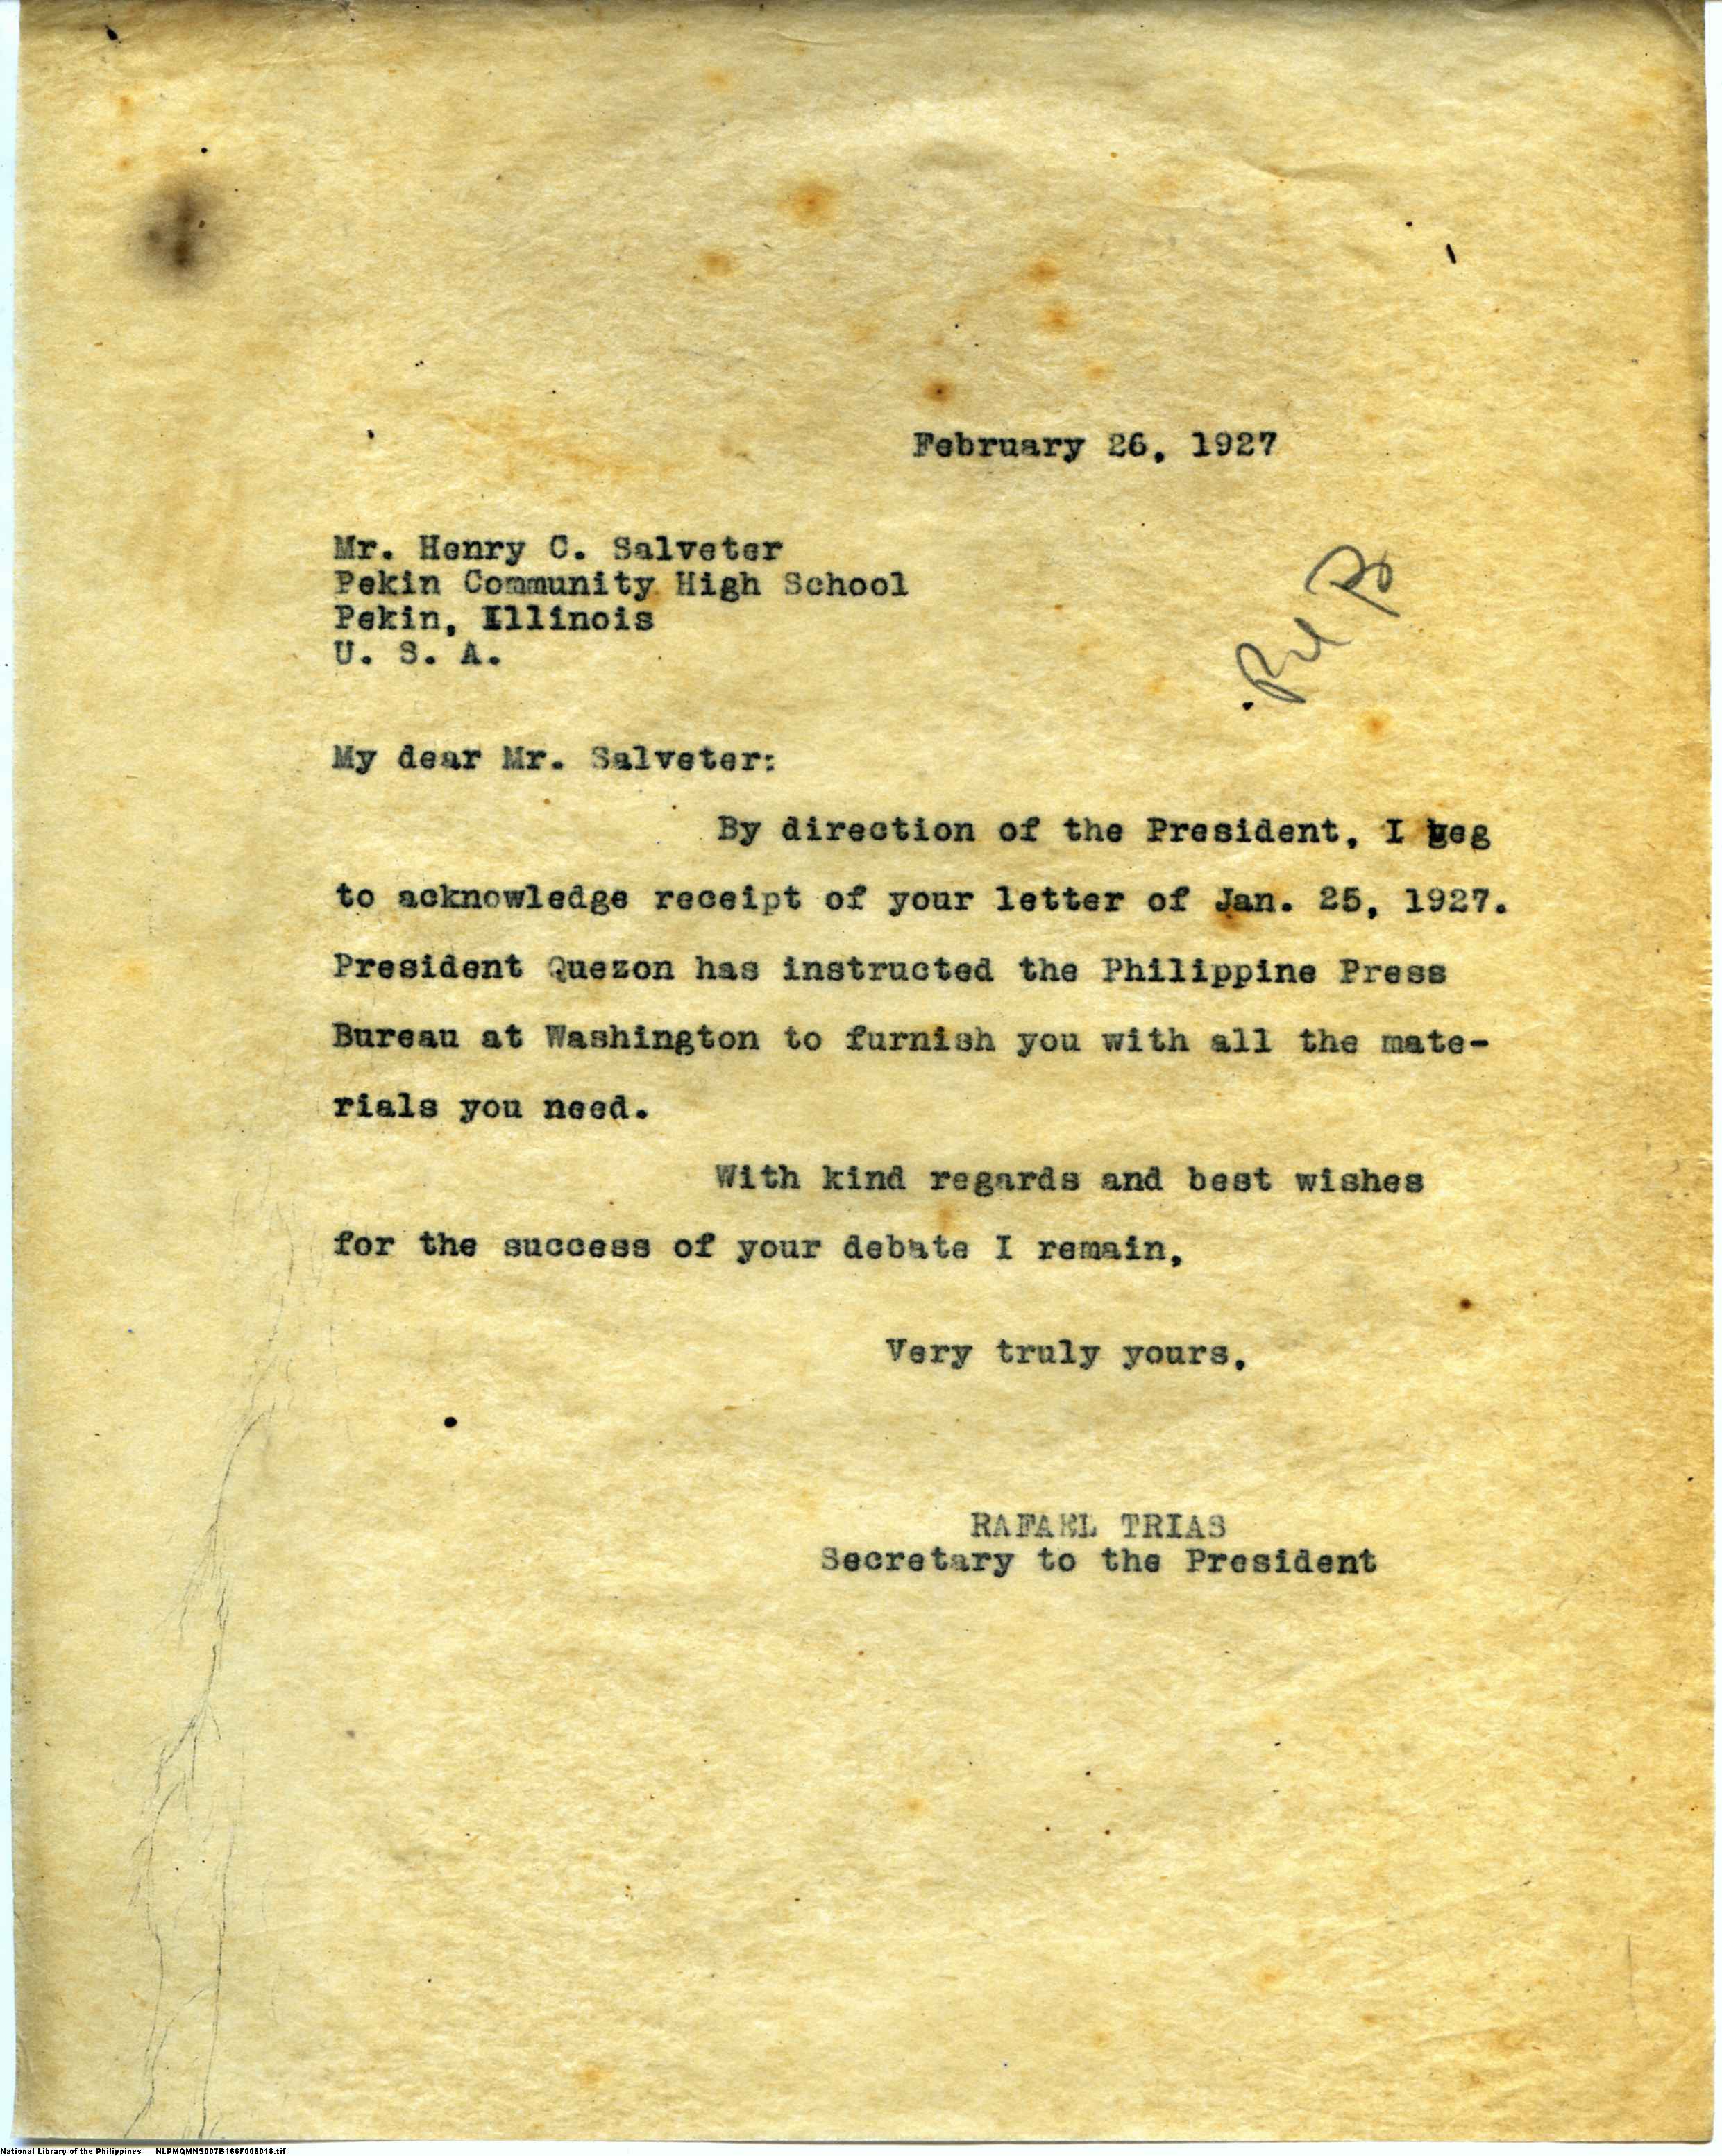 February 26, 1927
Mr. Henry C. Salveter
Pekin Community High School
Pekin, Illinois
U. S. A.
My dear Mr. Salveter:
By direction of the President, I beg
to acknowledge receipt of your letter of Jan. 25, 1927.
President Quezon has instructed the Philippine Press
Bureau at Washington to furnish you with all the mate-
rials you need.
With kind regards and best wishes
for the success of your debate I remain,
Very truly yours,
RAFAEL TRIAS
Secretary to the President
National Library of the Philippines NLPMQMNS007B166F006018.tif